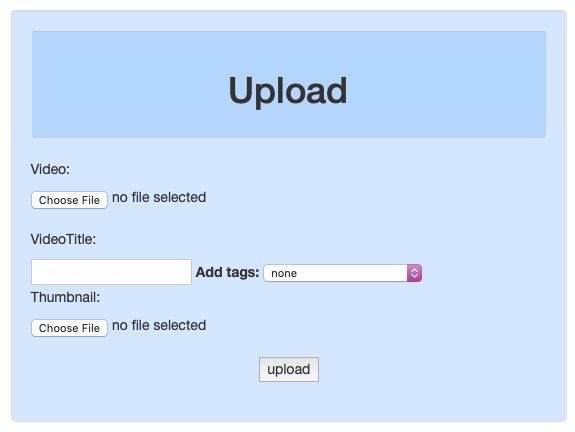 Upload
Video:
Choose File no file selected
VideoTitle:
Add tags: none
Thumbnail:
Choose File no file selected
upload